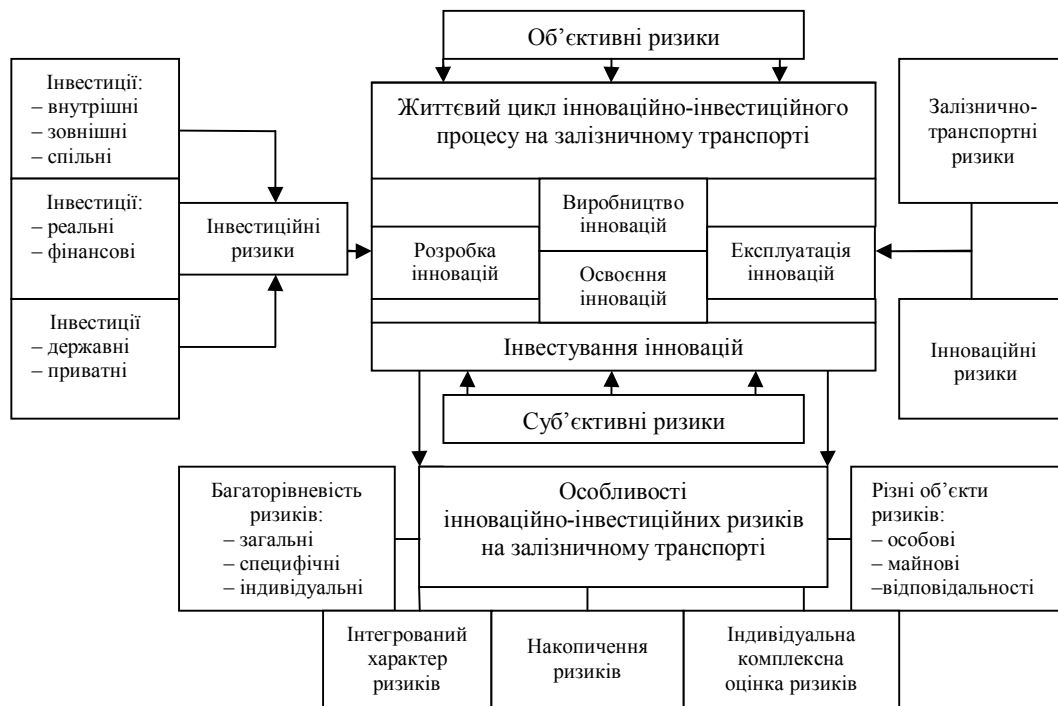 Об’єктивні ризики
Інвестиції:
– внутрішні
– зовнішні
– спільні
Життєвий цикл інноваційно-інвестиційного
процесу на залізничному транспорті
Залізнично-
транспортні
ризики
Інвестиції:
– реальні
– фінансові
Інвестиційні
ризики
Розробка
інновацій
Виробництво
інновацій
Освоєння
інновацій
Експлуатація
інновацій
Інвестиції
– державні
– приватні
Інвестування інновацій
Інноваційні
ризики
Суб’єктивні ризики
Багаторівневість
ризиків:
– загальні
– специфічні
– індивідуальні
Особливості
інноваційно-інвестиційних ризиків
на залізничному транспорті
Різні об’єкти
ризиків:
– особові
– майнові
–відповідальності
Інтегрований
характер
ризиків
Накопичення
ризиків
Індивідуальна
комплексна
оцінка ризиків